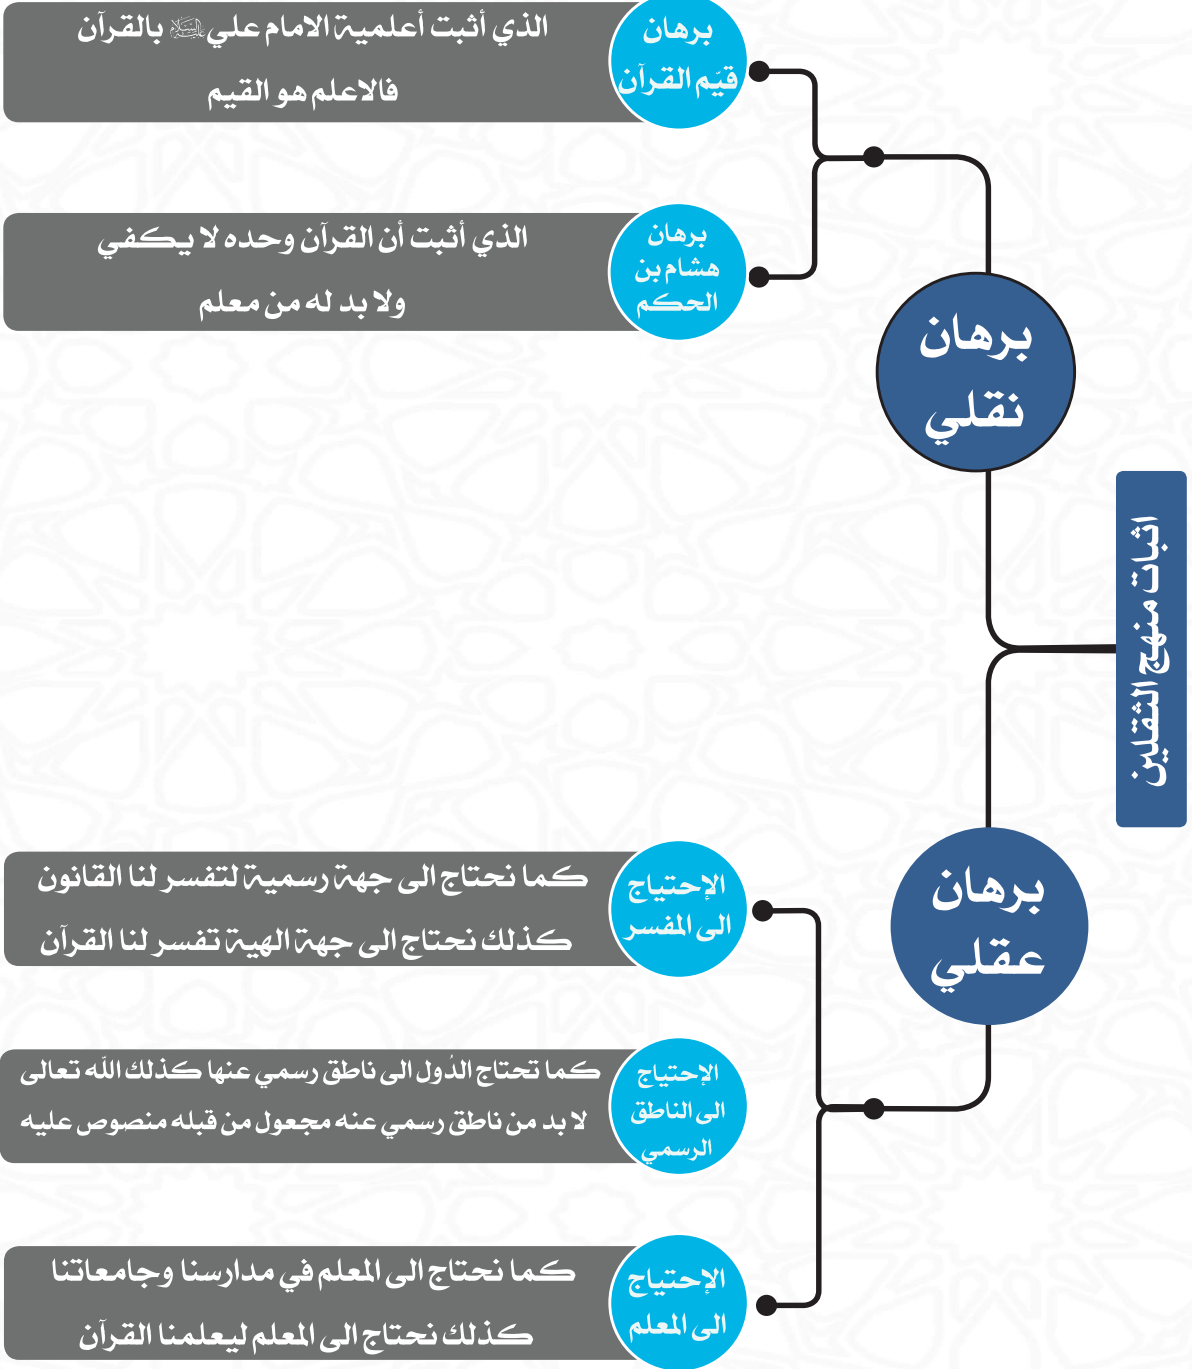 اثبات منهج الثقلين
برهان
نقلي
برهان
قيّم القرآن
الذي أثبت أعلمية الامام علي عليه السلام بالقرآن
فالاعلم هو القيم
برهان
هشام بن
الحكم
الذي أثبت أن القرآن وحده لا يكفي
ولا بد له من معلم
برهان
عقلي
الإحتياج
الى المفسر
كما نحتاج الى جهة رسمية لتفسر لنا القانون
كذلك نحتاج الى جهة الهية تفسر لنا القرآن
الإحتياج
الى الناطق
الرسمي
كما تحتاج الدُول الى ناطق رسمي عنها كذلك الله تعالى
لا بد من ناطق رسمي عنه مجعول من قبله منصوص عليه
الإحتياج
الى المعلم
كما نحتاج الى المعلم في مدارسنا وجامعاتنا
كذلك نحتاج الى المعلم ليعلمنا القرآن